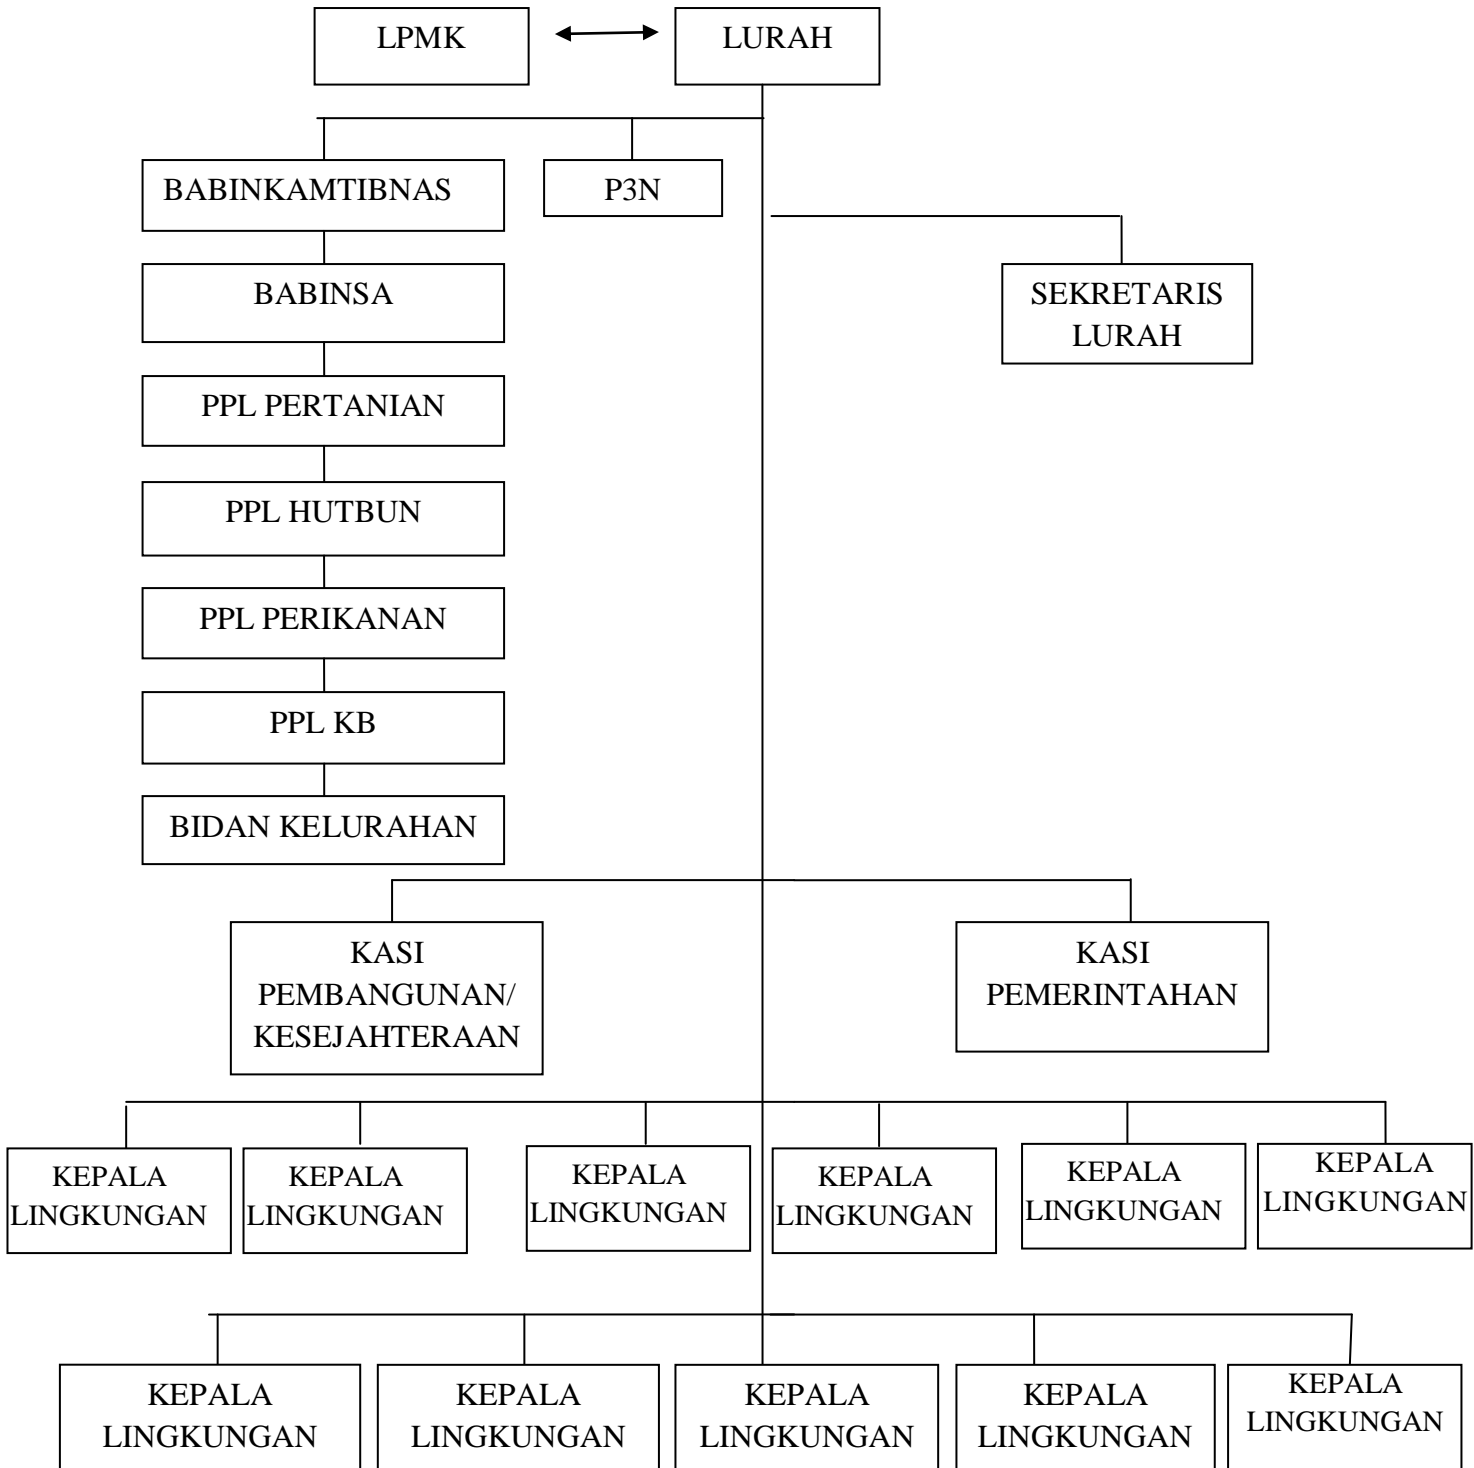 LPMK
LURAH
BABINKAMTIBNAS
P3N
BABINSA
SEKRETARIS
LURAH
PPL PERTANIAN
PPL HUTBUN
PPL PERIKANAN
PPL KB
BIDAN KELURAHAN
KASI
PEMBANGUNAN/
KESEJAHTERAAN
KASI
PEMERINTAHAN
KEPALA
LINGKUNGAN
KEPALA
LINGKUNGAN
KEPALA
LINGKUNGAN
KEPALA
LINGKUNGAN
KEPALA
LINGKUNGAN
KEPALA
LINGKUNGAN
KEPALA
LINGKUNGAN
KEPALA
LINGKUNGAN
KEPALA
LINGKUNGAN
KEPALA
LINGKUNGAN
KEPALA
LINGKUNGAN